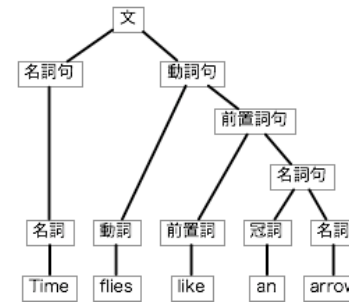 文
名詞句 動詞句
前置詞句
名詞句
名詞 動詞 前置詞 冠詞 名詞
Time flies like an arrow